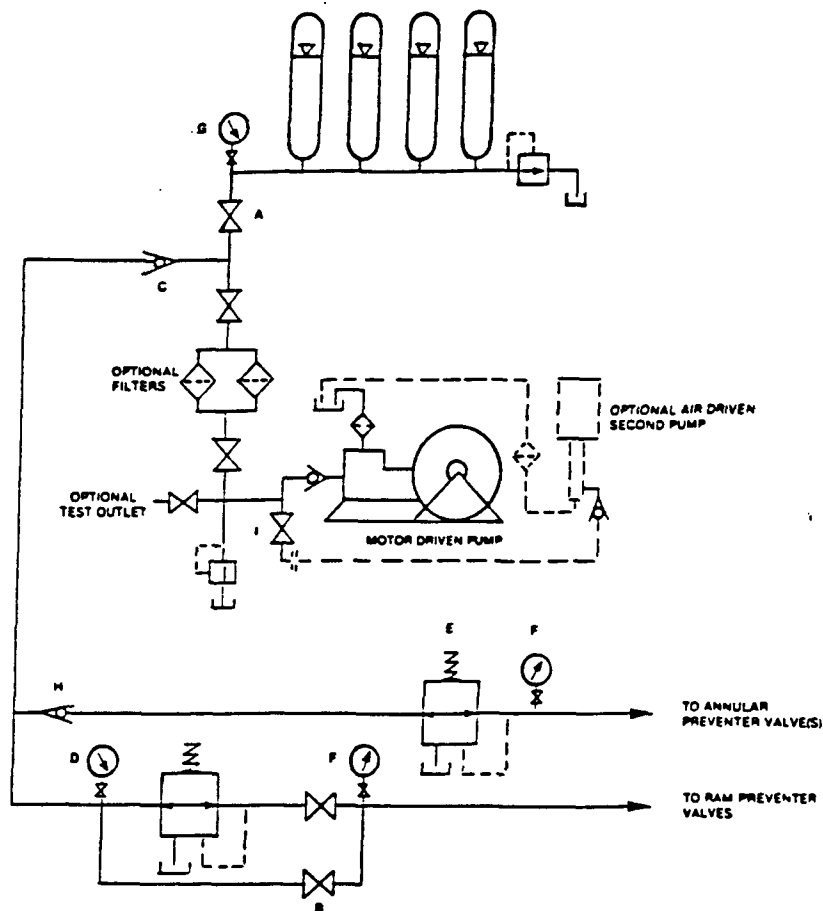 G
A
C
OPTIONAL
FILTERS
OPTIONAL AIR DRIVEN
SECOND PUMP
OPTIONAL
TEST OUTLET
I
MOTOR DRIVEN PUMP
E
F
H
TO ANNULAR
PREVENTER VALVE(S)
D
F
TO RAM PREVENTER
VALVES
B